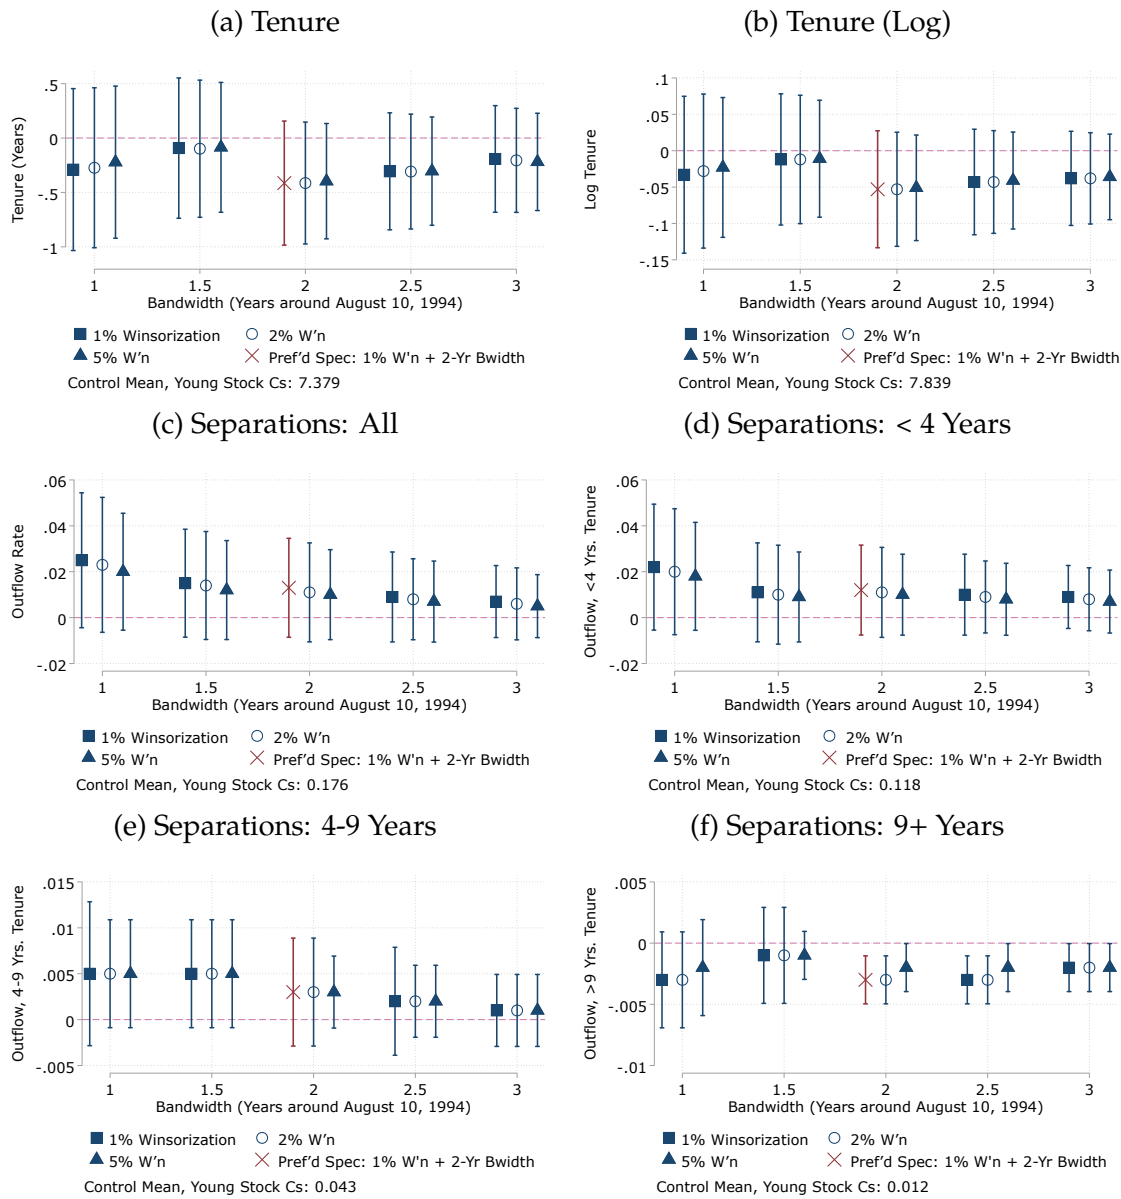 (a) Tenure
Tenure (Years)
.5
0
-.5
-1
1 1.5 2 2.5 3
Bandwidth (Years around August 10, 1994)
1% Winsorization 2% W'n
5% W'n Pref'd Spec: 1% W'n + 2-Yr Bwidth
Control Mean, Young Stock Cs: 7.379
(b) Tenure (Log)
Log Tenure
.1
.05
0
-.05
-.1
-.15
1 1.5 2 2.5 3
Bandwidth (Years around August 10, 1994)
1% Winsorization 2% W'n
5% W'n Pref'd Spec: 1% W'n + 2-Yr Bwidth
Control Mean, Young Stock Cs: 7.839
(c) Separations: All
Outflow Rate
.06
.04
.02
0
-.02
1 1.5 2 2.5 3
Bandwidth (Years around August 10, 1994)
1% Winsorization 2% W'n
5% W'n Pref'd Spec: 1% W'n + 2-Yr Bwidth
Control Mean, Young Stock Cs: 0.176
(d) Separations: < 4 Years
Outflow, <4 Yrs. Tenure
.06
.04
.02
0
-.02
1 1.5 2 2.5 3
Bandwidth (Years around August 10, 1994)
1% Winsorization 2% W'n
5% W'n Pref'd Spec: 1% W'n + 2-Yr Bwidth
Control Mean, Young Stock Cs: 0.118
(e) Separations: 4-9 Years
Outflow, 4-9 Yrs. Tenure
.015
.01
.005
0
-.005
1 1.5 2 2.5 3
Bandwidth (Years around August 10, 1994)
1% Winsorization 2% W'n
5% W'n Pref'd Spec: 1% W'n + 2-Yr Bwidth
Control Mean, Young Stock Cs: 0.043
(f) Separations: 9+ Years
Outflow, >9 Yrs. Tenure
.005
0
-.005
-.01
1 1.5 2 2.5 3
Bandwidth (Years around August 10, 1994)
1% Winsorization 2% W'n
5% W'n Pref'd Spec: 1% W'n + 2-Yr Bwidth
Control Mean, Young Stock Cs: 0.012